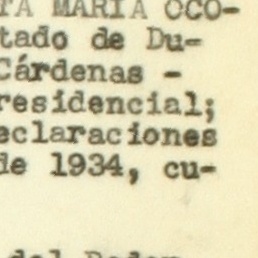 TA MARIA OCO-
tado de Du-
Cárdenas -
residencial;
eclaraciones
de 1934, cu-
del Poder